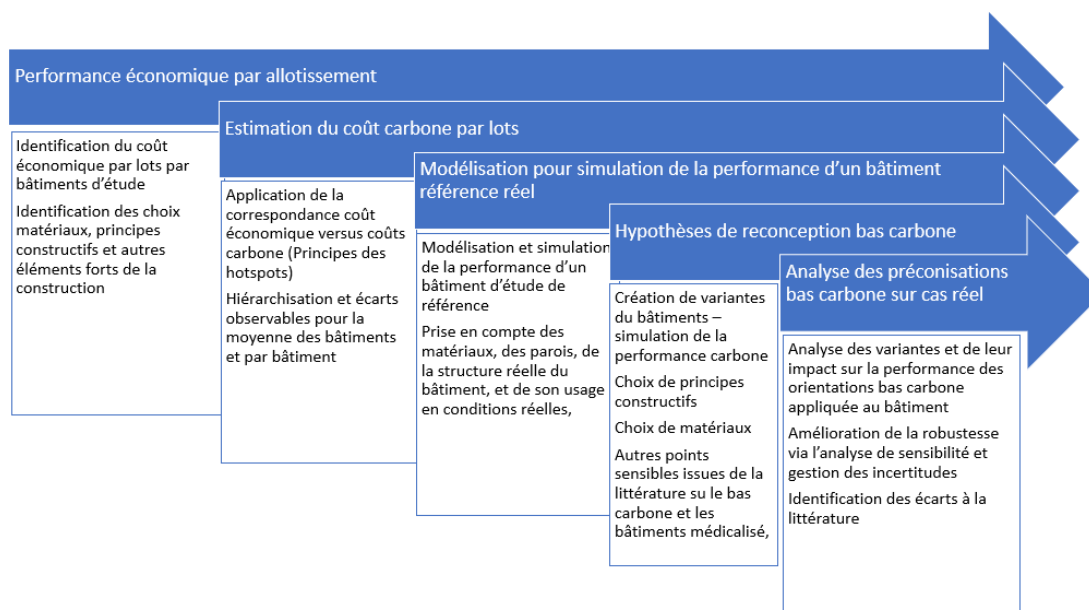 Performance économique par allotissement
Identification du coût
économique par lots par
bâtiments d'étude
Identification des choix
matériaux, principes
constructifs et autres
éléments forts de la
construction
Estimation du coût carbone par lots
Application de la
correspondance coût
économique versus coûts
carbone (Principes des
hotspots)
Hiérarchisation et écarts
observables pour la
moyenne des bâtiments
et par bâtiment
Modélisation pour simulation de la performance d'un bâtiment
référence réel
Modélisation et simulation
de la performance d'un
bâtiment d'étude de
référence
Prise en compte des
matériaux, des parois, de
la structure réelle du
bâtiment, et de son usage
en conditions réelles,
Hypothèses de reconception bas carbone
Création de variantes
du bâtiments –
simulation de la
performance carbone
Choix de principes
constructifs
Choix de matériaux
Autres points
sensibles issues de la
littérature su le bas
carbone et les
bâtiments médicalisé,
Analyse des préconisations
bas carbone sur cas réel
Analyse des variantes et de leur
impact sur la performance des
orientations bas carbone
appliquée au bâtiment
Amélioration de la robustesse
via l'analyse de sensibilité et
gestion des incertitudes
Identification des écarts à la
littérature